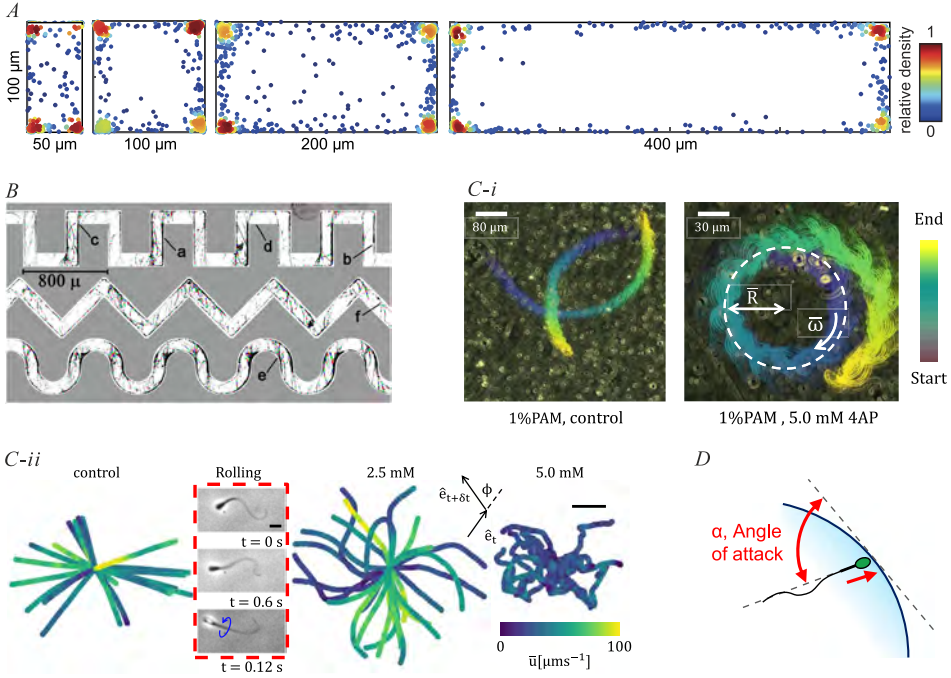 A
100 μm
50 μm
100 μm
200 μm
400 μm
relative density
1
0
B
c
a
d
b
800 μ
f
e
C-i
80 μm
1%PAM, control
30 μm
R̅
ω̅
1%PAM , 5.0 mM 4AP
End
Start
C-ii
control
Rolling
t = 0 s
t = 0.6 s
t = 0.12 s
2.5 mM
ê t+δt
ϕ
ê t
5.0 mM
0
100
u̅[μms⁻¹]
D
α, Angle
of attack